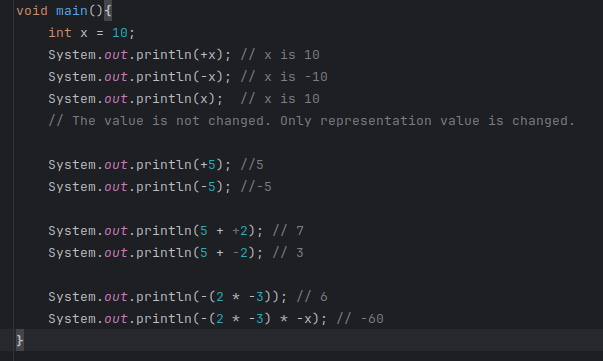 void main(){
    int x = 10;
    System.out.println(+x); // x is 10
    System.out.println(-x); // x is -10
    System.out.println(x);  // x is 10
    // The value is not changed. Only representation value is changed.

    System.out.println(+5); //5
    System.out.println(-5); //-5

    System.out.println(5 + +2); // 7
    System.out.println(5 + -2); // 3

    System.out.println(-(2 * -3)); // 6
    System.out.println(-(2 * -3) * -x); // -60
}